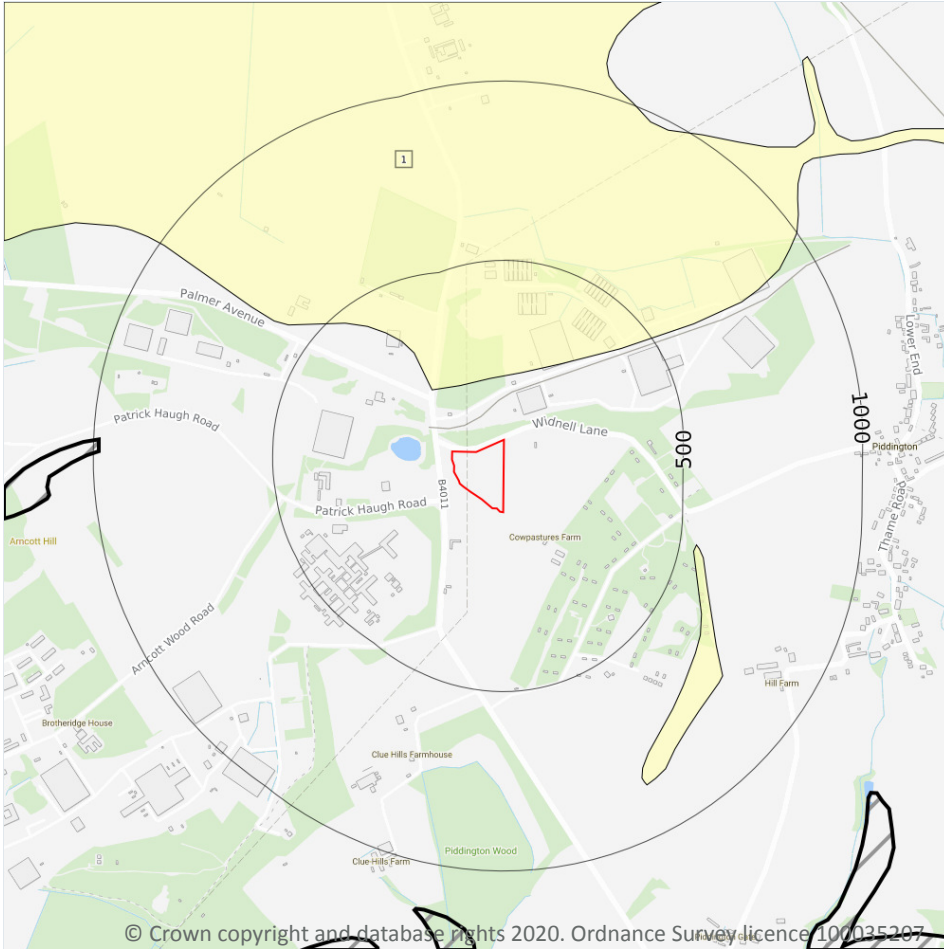 1
Palmer Avenue
Lower End
Patrick Haugh Road
1000
Widnell Lane
500
Piddington
B4011
Patrick Haugh Road
Thame Road
Arncott Hill
Cowpastures Farm
Arncott Wood Road
Hill Farm
Brotheridge House
Clue Hills Farmhouse
Piddington Wood
Clue Hills Farm
© Crown copyright and database rights 2020. Ordnance Survey licence 100035207